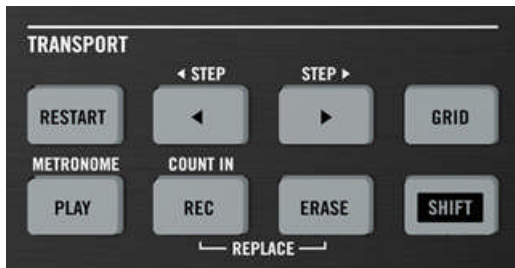 TRANSPORT
◂ STEP STEP ▸
RESTART ◂ ▸ GRID
METRONOME COUNT IN
PLAY REC ERASE SHIFT
REPLACE